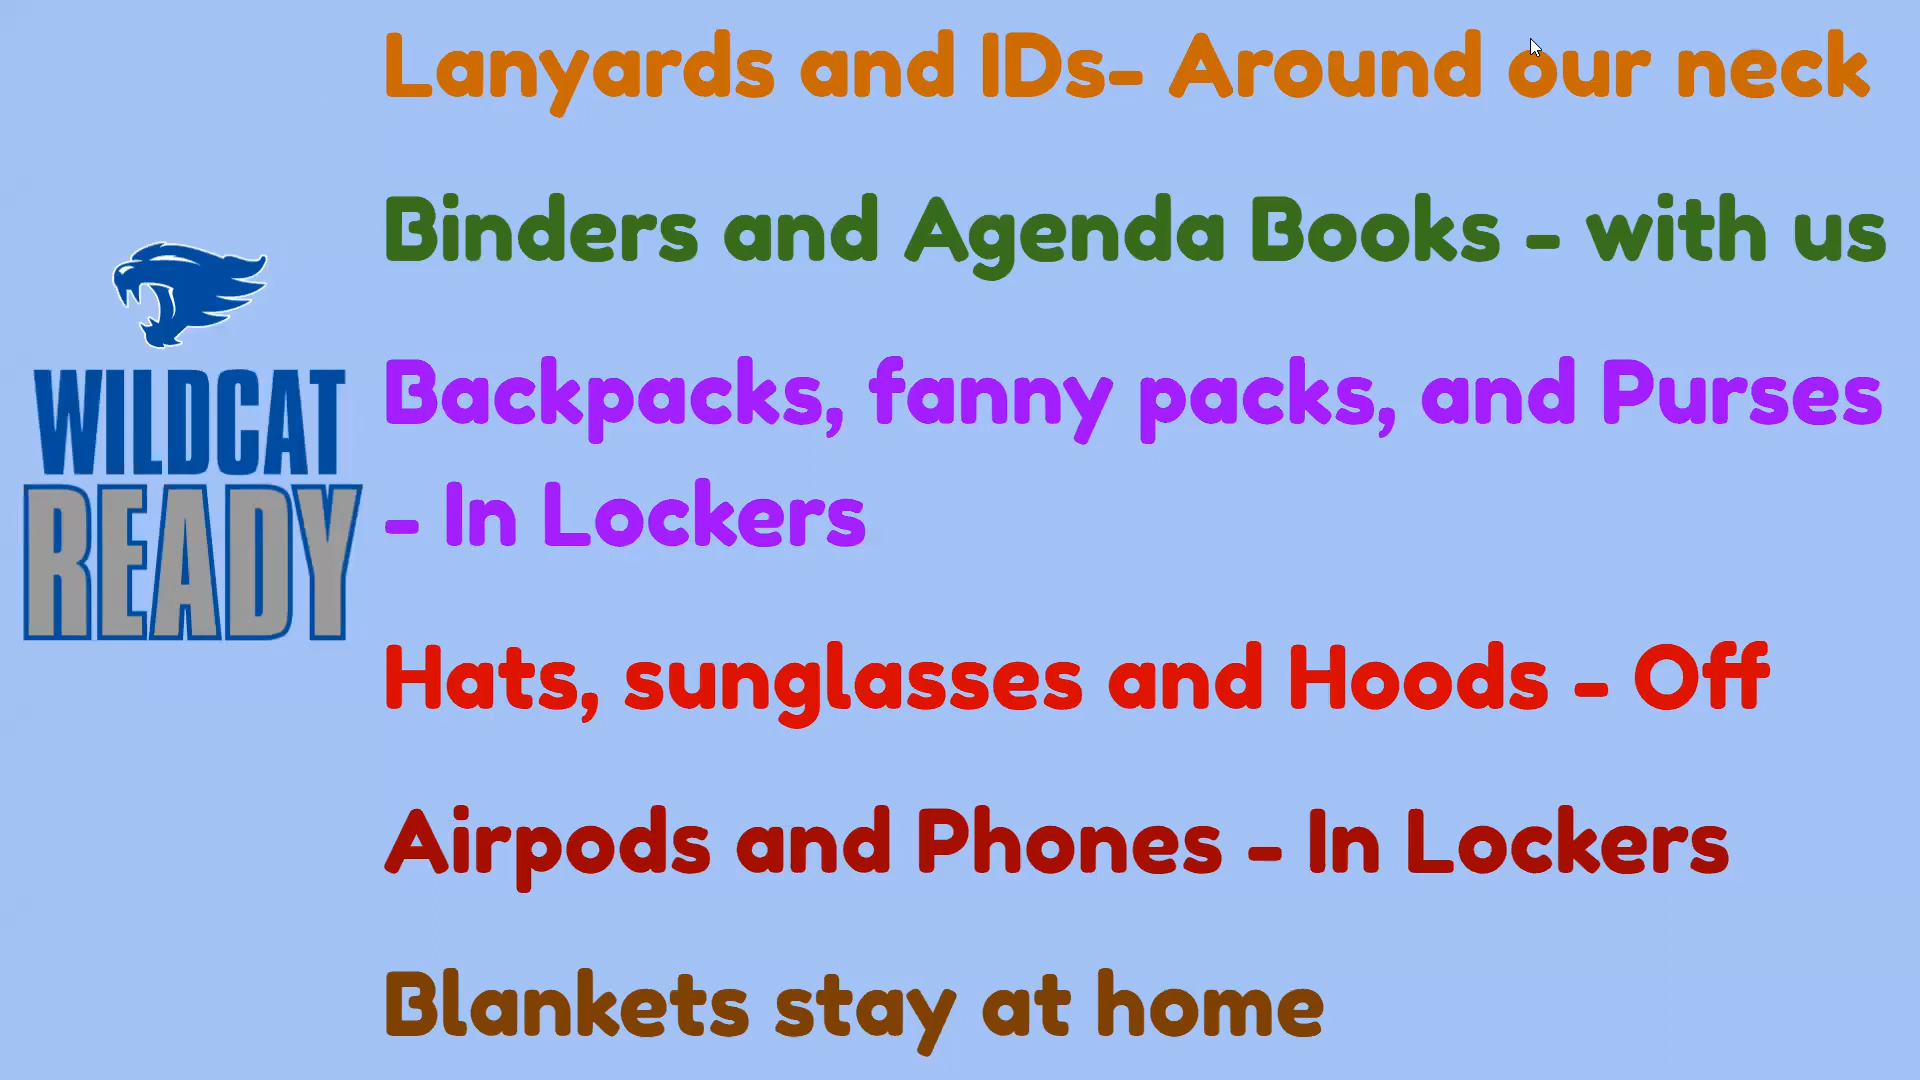 Lanyards and IDs- Around our neck
Binders and Agenda Books - with us
WILDCAT
READY
Backpacks, fanny packs, and Purses
- In Lockers
Hats, sunglasses and Hoods - Off
Airpods and Phones - In Lockers
Blankets stay at home